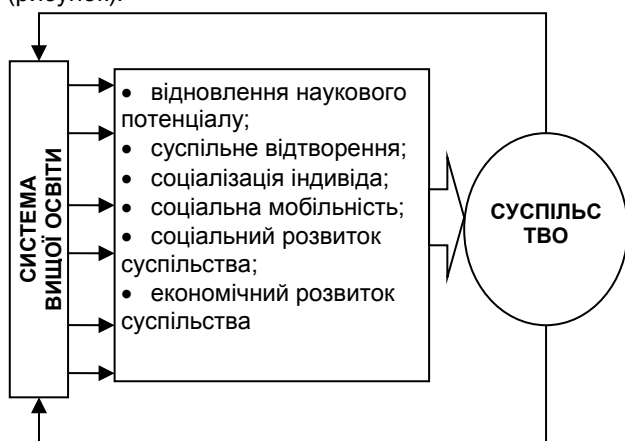 (рисунок).
СИСТЕМА
ВИЩОЇ ОСВІТИ
• відновлення наукового
потенціалу;
• суспільне відтворення;
• соціалізація індивіда;
• соціальна мобільність;
• соціальний розвиток
суспільства;
• економічний розвиток
суспільства
СУСПІЛЬС
ТВО